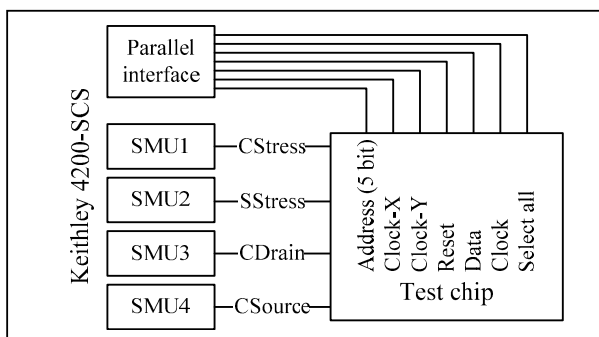 Keithley 4200-SCS
Parallel
interface
SMU1
CStress
SMU2
SStress
SMU3
CDrain
SMU4
CSource
Address (5 bit)
Clock-X
Clock-Y
Reset
Data
Clock
Select all
Test chip